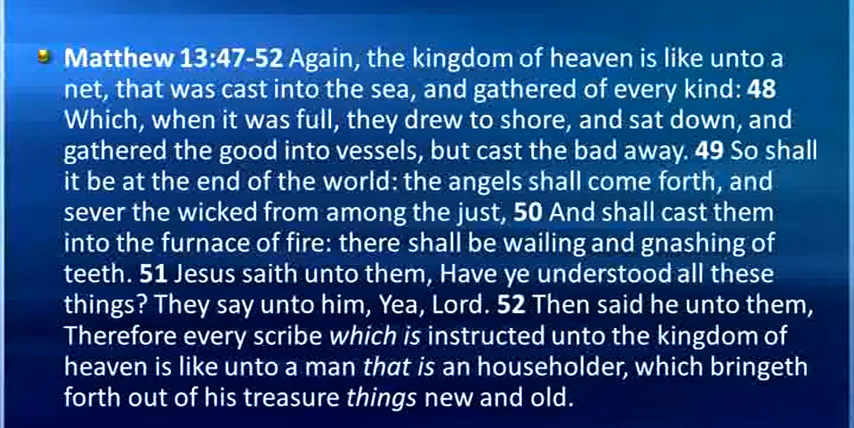 Matthew 13:47-52 Again, the kingdom of heaven is like unto a
net, that was cast into the sea, and gathered of every kind: 48
Which, when it was full, they drew to shore, and sat down, and
gathered the good into vessels, but cast the bad away. 49 So shall
it be at the end of the world: the angels shall come forth, and
sever the wicked from among the just, 50 And shall cast them
into the furnace of fire: there shall be wailing and gnashing of
teeth. 51 Jesus saith unto them, Have ye understood all these
things? They say unto him, Yea, Lord. 52 Then said he unto them,
Therefore every scribe which is instructed unto the kingdom of
heaven is like unto a man that is an householder, which bringeth
forth out of his treasure things new and old.